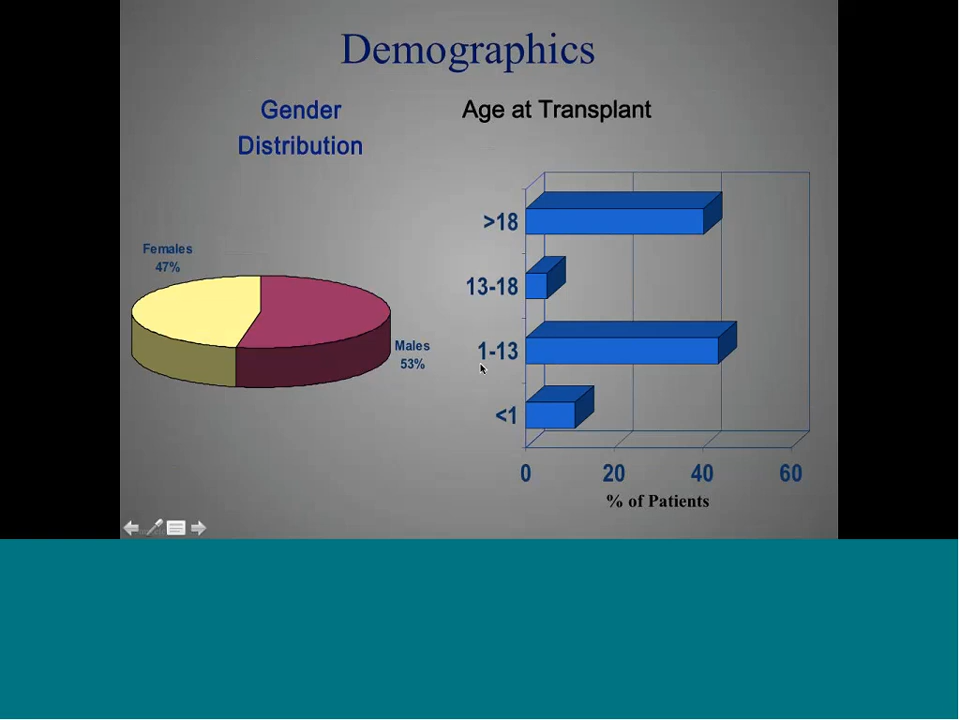 Demographics
Gender
Distribution
Age at Transplant
Females
47%
Males
53%
>18
13-18
1-13
<1
0 20 40 60
% of Patients